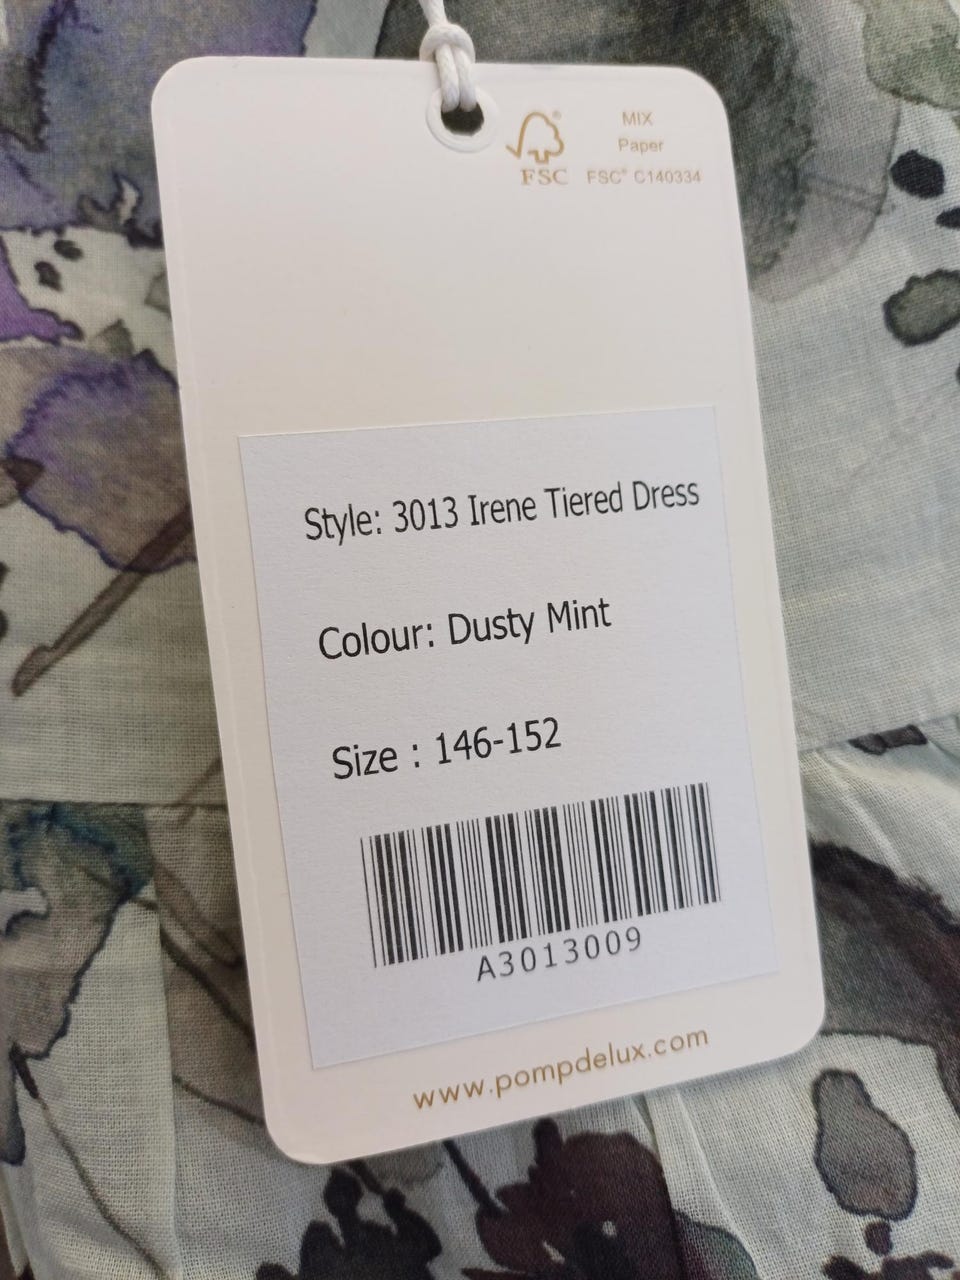 MIX
Paper
FSC® FSC® C140334
Style: 3013 Irene Tiered Dress
Colour: Dusty Mint
Size : 146-152
A3013009
www.pompdelux.com